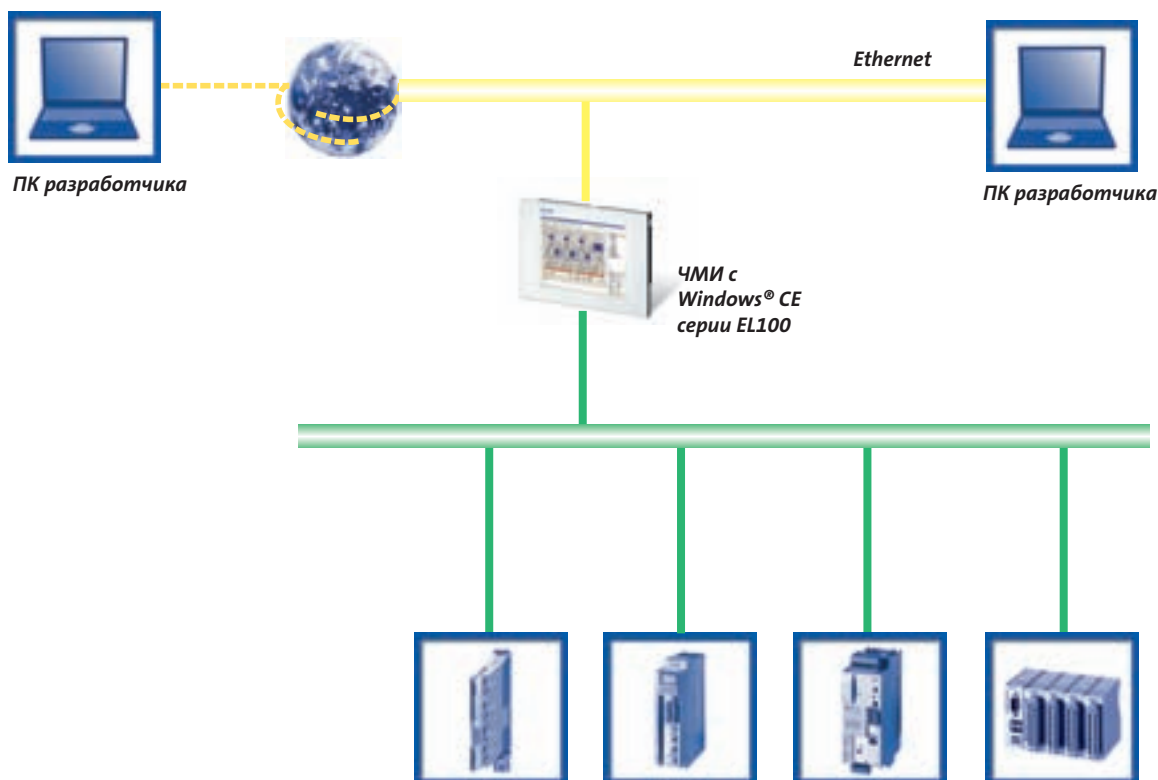 Ethernet
ПК разработчика
ПК разработчика
ЧМИ с
Windows® CE
серии EL100